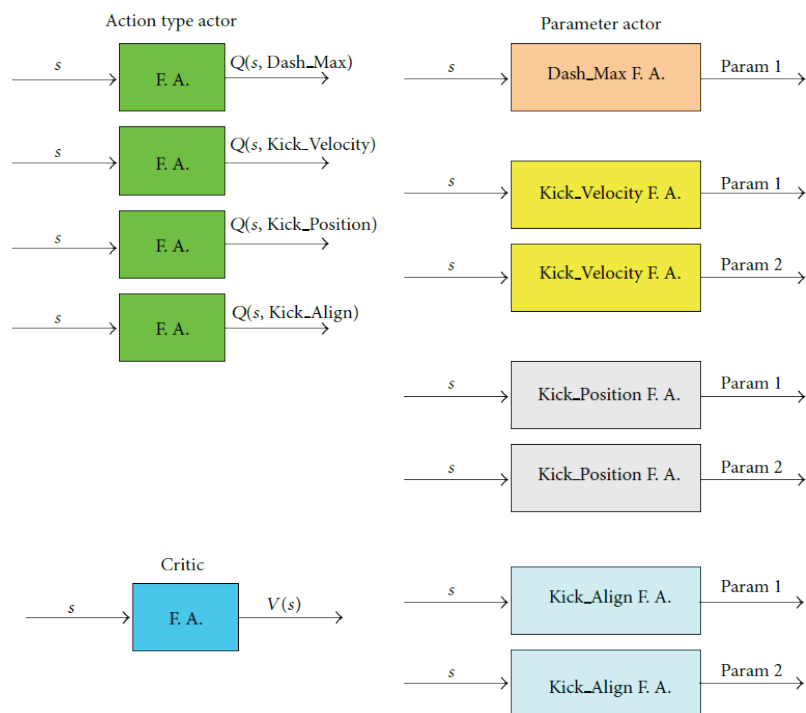 Action type actor
s
F. A.
Q(s, Dash_Max)
s
F. A.
Q(s, Kick_Velocity)
s
F. A.
Q(s, Kick_Position)
s
F. A.
Q(s, Kick_Align)
Critic
s
F. A.
V(s)
Parameter actor
s
Dash_Max F. A.
Param 1
s
Kick_Velocity F. A.
Param 1
s
Kick_Velocity F. A.
Param 2
s
Kick_Position F. A.
Param 1
s
Kick_Position F. A.
Param 2
s
Kick_Align F. A.
Param 1
s
Kick_Align F. A.
Param 2